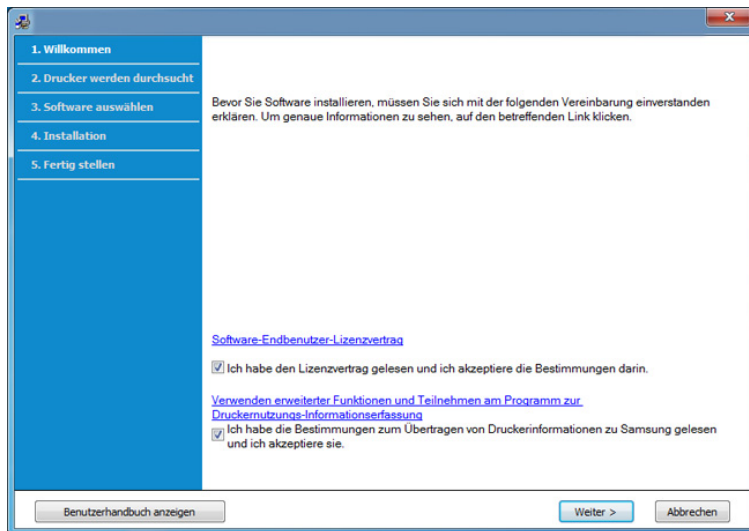 1. Willkommen
2. Drucker werden durchsucht
3. Software auswählen
4. Installation
5. Fertig stellen
Bevor Sie Software installieren, müssen Sie sich mit der folgenden Vereinbarung einverstanden
erklären. Um genaue Informationen zu sehen, auf den betreffenden Link klicken.
Software-Endbenutzer-Lizenzvertrag
Ich habe den Lizenzvertrag gelesen und ich akzeptiere die Bestimmungen darin.
Verwenden erweiterter Funktionen und Teilnehmen am Programm zur
Druckernutzungs-Informationserfassung
Ich habe die Bestimmungen zum Übertragen von Druckerinformationen zu Samsung gelesen
und ich akzeptiere sie.
Benutzerhandbuch anzeigen
Weiter >
Abbrechen